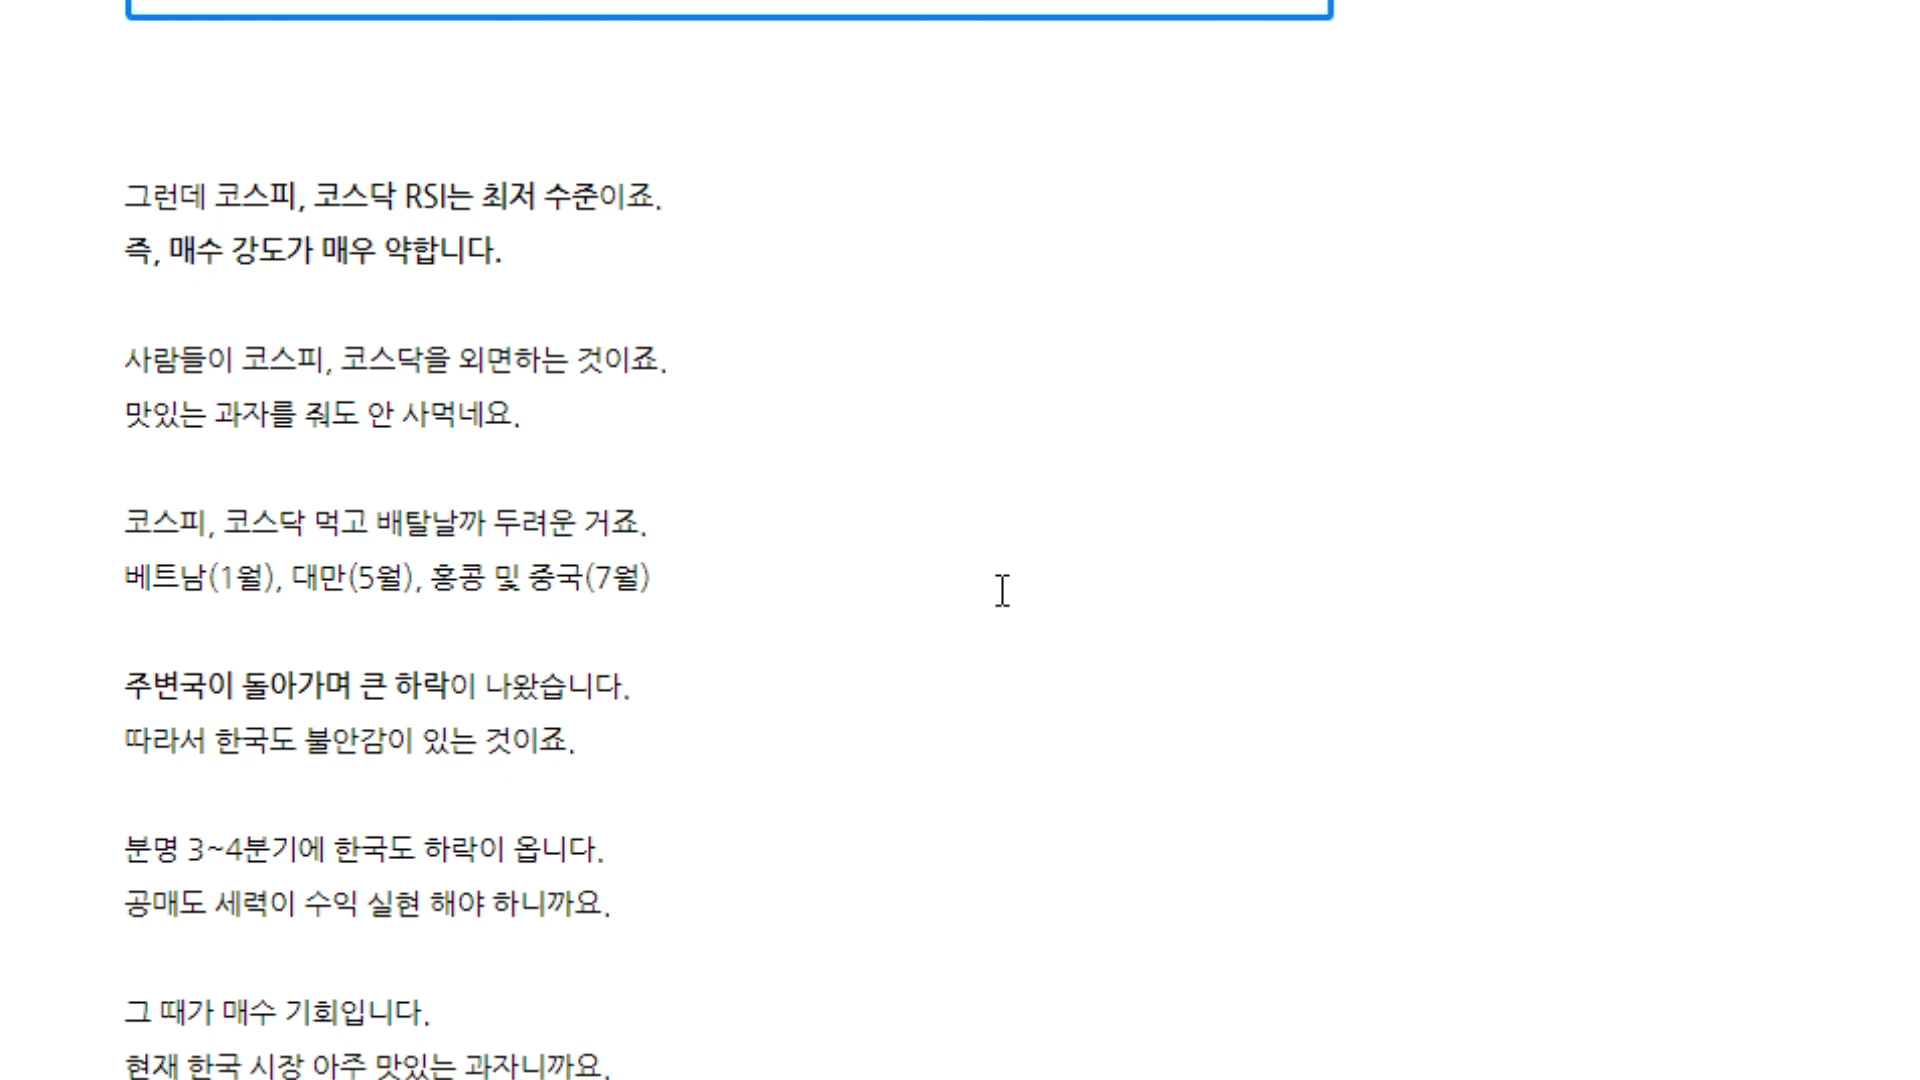 그런데 코스피, 코스닥 RSI는 최저 수준이죠.
즉, 매수 강도가 매우 약합니다.
사람들이 코스피, 코스닥을 외면하는 것이죠.
맛있는 과자를 줘도 안 사먹네요.
코스피, 코스닥 먹고 배탈날까 두려운 거죠.
베트남(1월), 대만(5월), 홍콩 및 중국(7월)
주변국이 돌아가며 큰 하락이 나왔습니다.
따라서 한국도 불안감이 있는 것이죠.
분명 3~4분기에 한국도 하락이 옵니다.
공매도 세력이 수익 실현 해야 하니까요.
그 때가 매수 기회입니다.
현재 한국 시장 아주 맛있는 과자니까요.